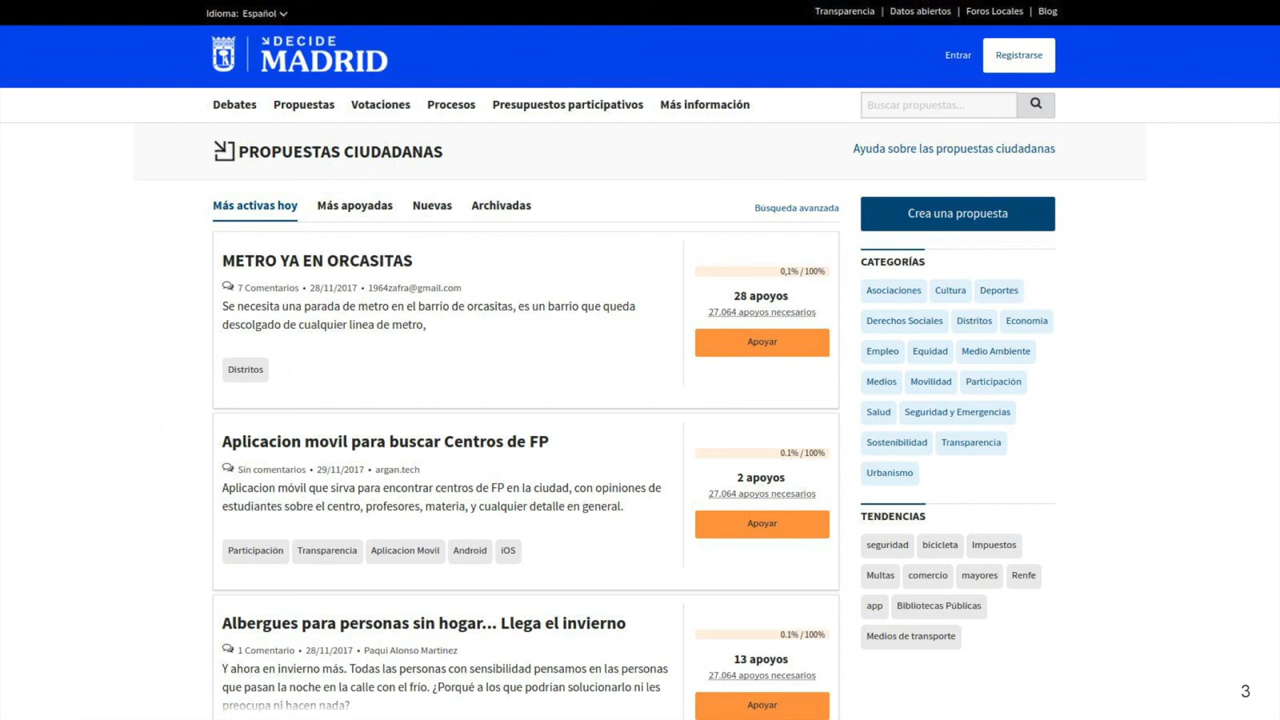 Idioma: Español
Transparencia | Datos abiertos | Foros Locales | Blog
DECIDE
MADRID
Entrar
Registrarse
Debates Propuestas Votaciones Procesos Presupuestos participativos Más información
Buscar propuestas...
PROPUESTAS CIUDADANAS
Ayuda sobre las propuestas ciudadanas
Más activas hoy Más apoyadas Nuevas Archivadas
Búsqueda avanzada
METRO YA EN ORCASITAS
7 Comentarios • 28/11/2017 • 1964zafra@gmail.com
Se necesita una parada de metro en el barrio de orcasitas, es un barrio que queda
descolgado de cualquier linea de metro,
Distritos
0,1% / 100%
28 apoyos
27.064 apoyos necesarios
Apoyar
Aplicacion movil para buscar Centros de FP
Sin comentarios • 29/11/2017 • argan.tech
Aplicacion móvil que sirva para encontrar centros de FP en la ciudad, con opiniones de
estudiantes sobre el centro, profesores, materia, y cualquier detalle en general.
Participación Transparencia Aplicacion Movil Android iOS
0.1% / 100%
2 apoyos
27.064 apoyos necesarios
Apoyar
Albergues para personas sin hogar... Llega el invierno
1 Comentario • 28/11/2017 • Paqui Alonso Martinez
Y ahora en invierno más. Todas las personas con sensibilidad pensamos en las personas
que pasan la noche en la calle con el frío. ¿Porqué a los que podrian solucionarlo ni les
preocupa ni hacen nada?
0.1% / 100%
13 apoyos
27.064 apoyos necesarios
Apoyar
Crea una propuesta
CATEGORÍAS
Asociaciones Cultura Deportes
Derechos Sociales Distritos Economía
Empleo Equidad Medio Ambiente
Medios Movilidad Participación
Salud Seguridad y Emergencias
Sostenibilidad Transparencia
Urbanismo
TENDENCIAS
seguridad bicicleta Impuestos
Multas comercio mayores Renfe
app Bibliotecas Públicas
Medios de transporte
3